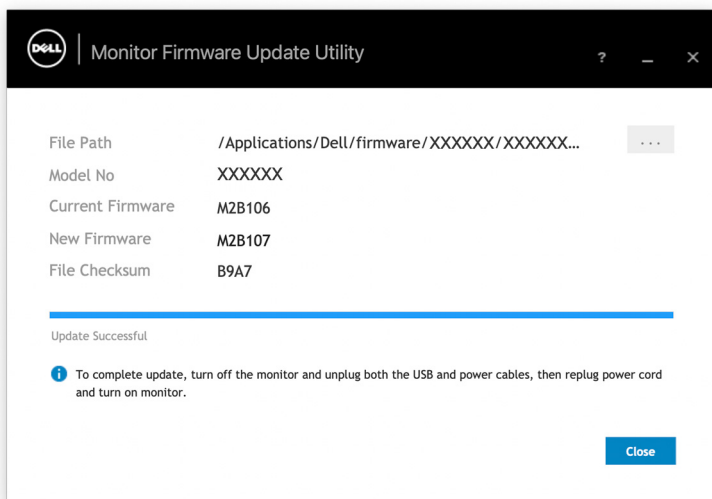 DELL Monitor Firmware Update Utility ? _ ×
File Path /Applications/Dell/firmware/XXXXXX/XXXXXX... ...
Model No XXXXXX
Current Firmware M2B106
New Firmware M2B107
File Checksum B9A7
Update Successful
i To complete update, turn off the monitor and unplug both the USB and power cables, then replug power cord
and turn on monitor.
Close